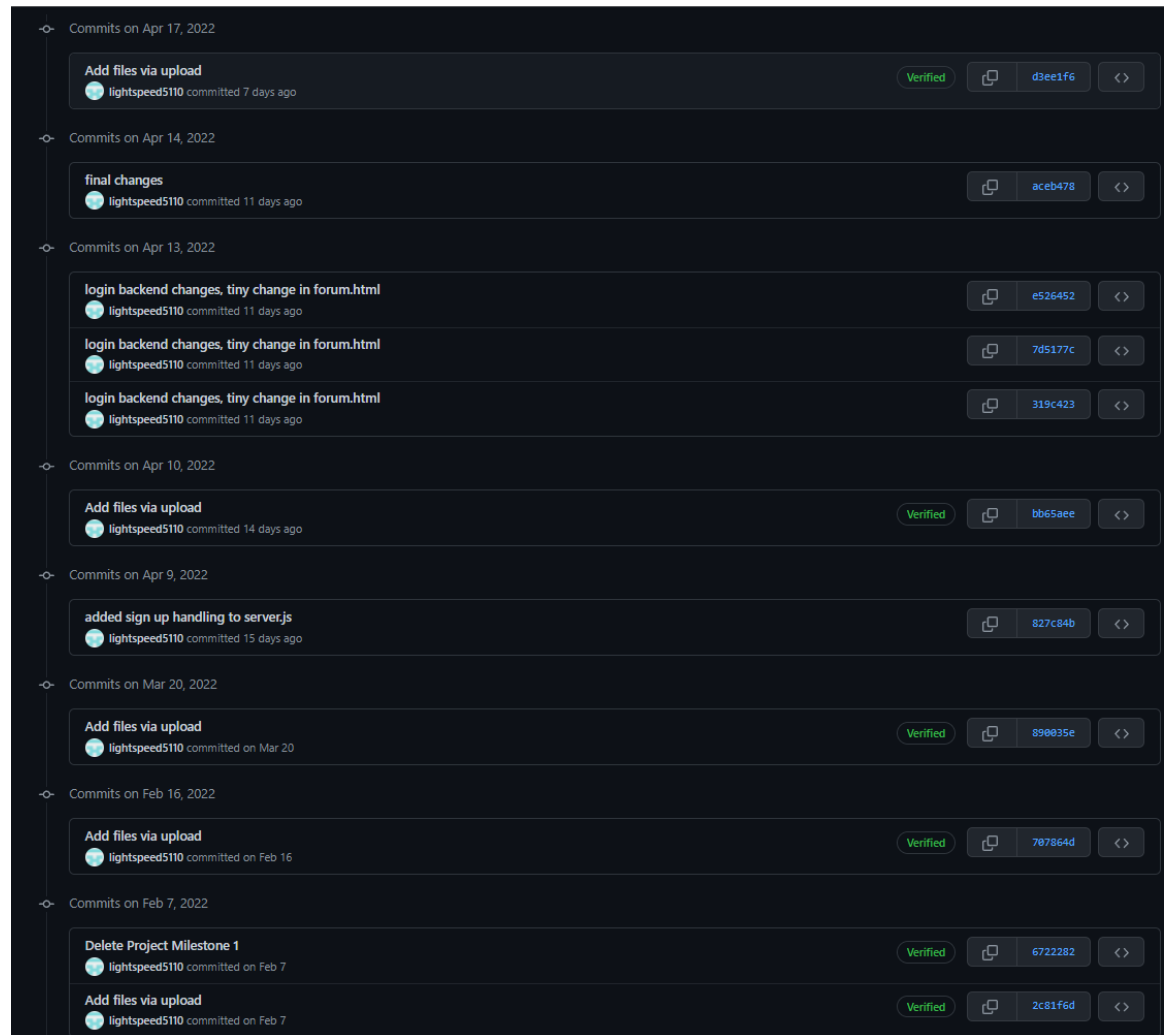 Commits on Apr 17, 2022
Add files via upload
lightspeed5110 committed 7 days ago
Verified
d3ee1f6
Commits on Apr 14, 2022
final changes
lightspeed5110 committed 11 days ago
aceb478
Commits on Apr 13, 2022
login backend changes, tiny change in forum.html
lightspeed5110 committed 11 days ago
e526452
login backend changes, tiny change in forum.html
lightspeed5110 committed 11 days ago
7d5177c
login backend changes, tiny change in forum.html
lightspeed5110 committed 11 days ago
319c423
Commits on Apr 10, 2022
Add files via upload
lightspeed5110 committed 14 days ago
Verified
bb65aee
Commits on Apr 9, 2022
added sign up handling to server.js
lightspeed5110 committed 15 days ago
827c84b
Commits on Mar 20, 2022
Add files via upload
lightspeed5110 committed on Mar 20
Verified
890035e
Commits on Feb 16, 2022
Add files via upload
lightspeed5110 committed on Feb 16
Verified
707864d
Commits on Feb 7, 2022
Delete Project Milestone 1
lightspeed5110 committed on Feb 7
Verified
6722282
Add files via upload
lightspeed5110 committed on Feb 7
Verified
2c81f6d